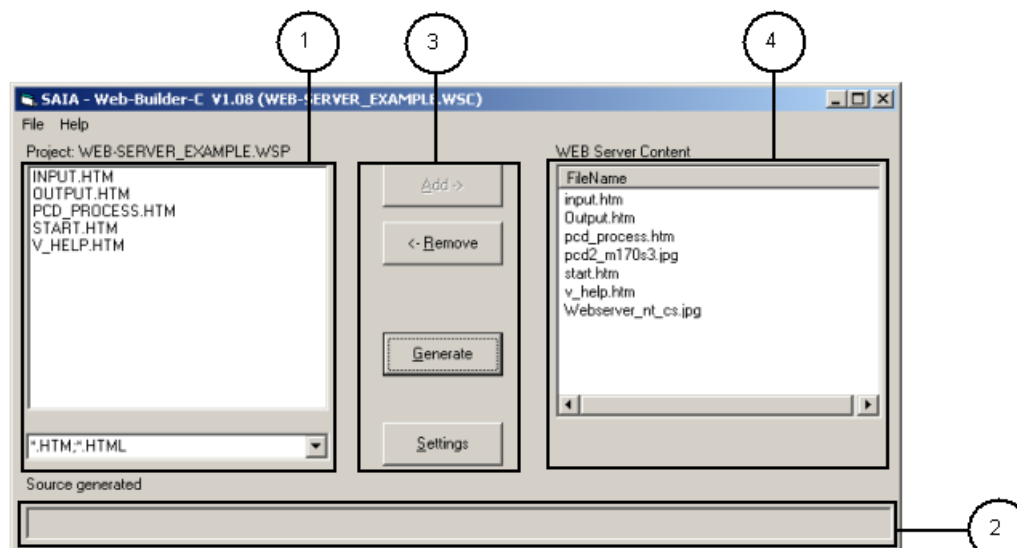 1
3
4
SAIA - Web-Builder-C V1.08 (WEB-SERVER_EXAMPLE.WSC)
File Help
Project: WEB-SERVER_EXAMPLE.WSP
WEB Server Content
INPUT.HTM
OUTPUT.HTM
PCD_PROCESS.HTM
START.HTM
V_HELP.HTM
*.HTM;*.HTML
Add ->
<- Remove
Generate
Settings
FileName
input.htm
Output.htm
pcd_process.htm
pcd2_m170s3.jpg
start.htm
v_help.htm
Webserver_nt_cs.jpg
Source generated
2